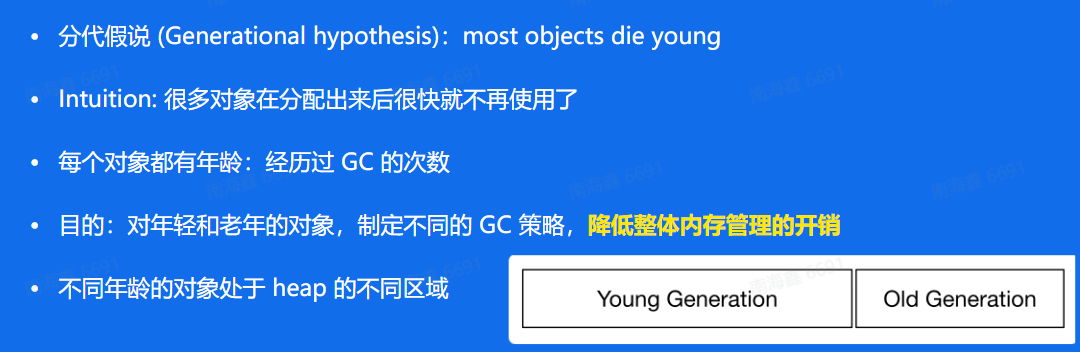 • 分代假说 (Generational hypothesis)：most objects die young
• Intuition: 很多对象在分配出来后很快就不再使用了
• 每个对象都有年龄：经历过 GC 的次数
• 目的：对年轻和老年的对象，制定不同的 GC 策略，降低整体内存管理的开销
• 不同年龄的对象处于 heap 的不同区域
Young Generation
Old Generation